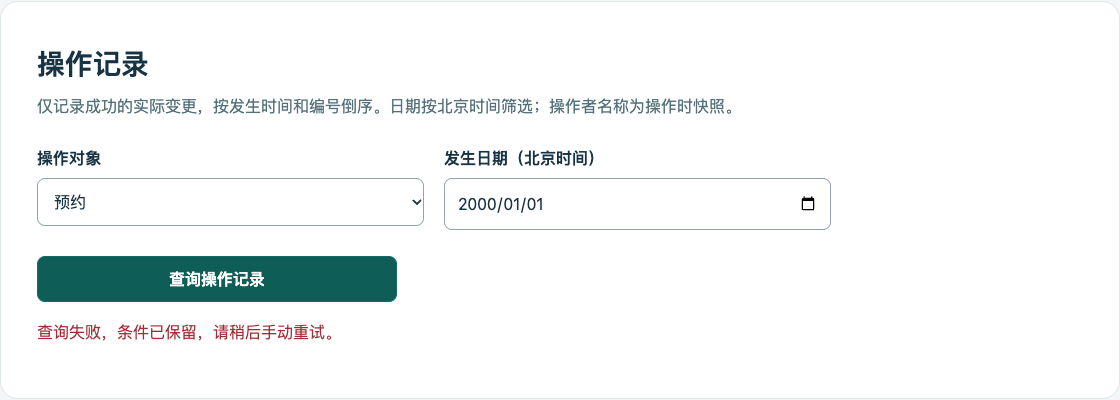 操作记录
仅记录成功的实际变更，按发生时间和编号倒序。日期按北京时间筛选；操作者名称为操作时快照。
操作对象
发生日期（北京时间）
预约
2000/01/01
查询操作记录
查询失败，条件已保留，请稍后手动重试。